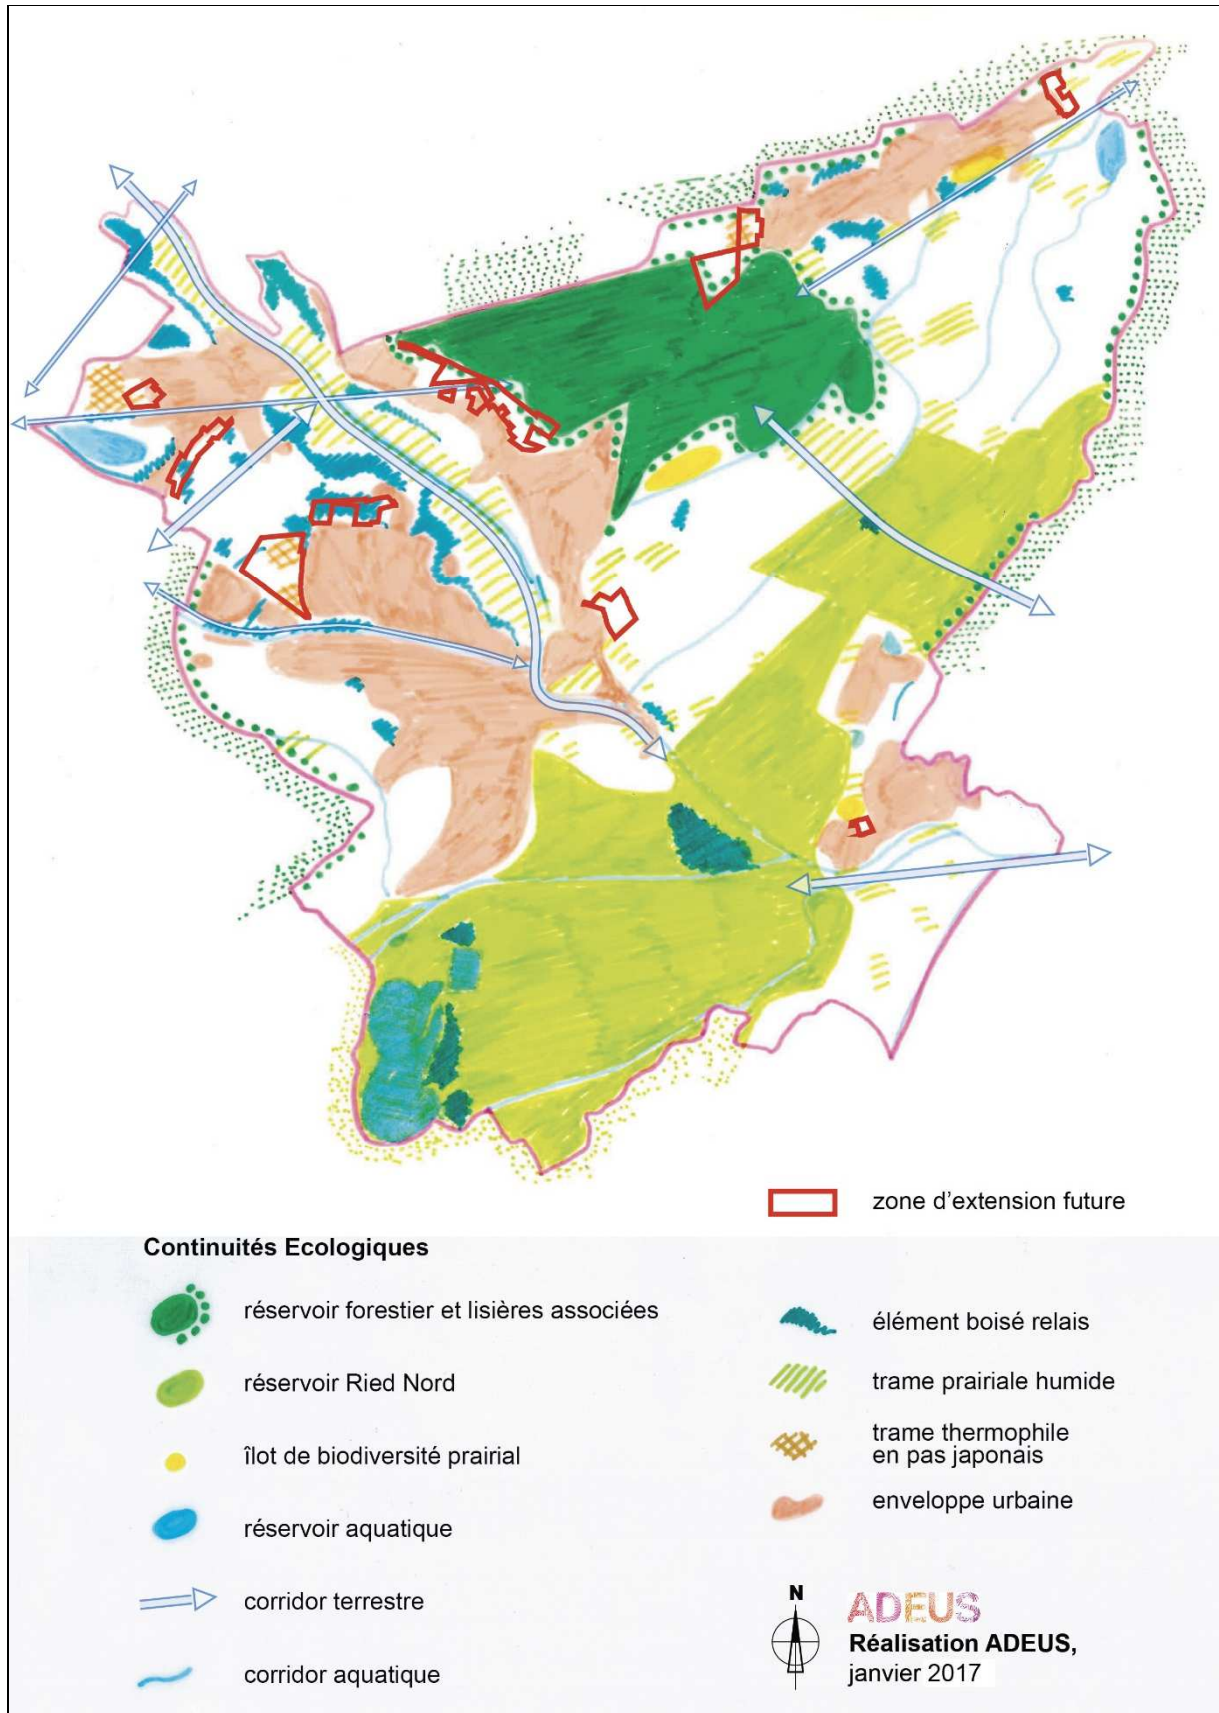 zone d'extension future
Continuités Ecologiques
réservoir forestier et lisières associées
réservoir Ried Nord
îlot de biodiversité prairial
réservoir aquatique
corridor terrestre
corridor aquatique
élément boisé relais
trame prairiale humide
trame thermophile
en pas japonais
enveloppe urbaine
N
ADEUS
Réalisation ADEUS,
janvier 2017